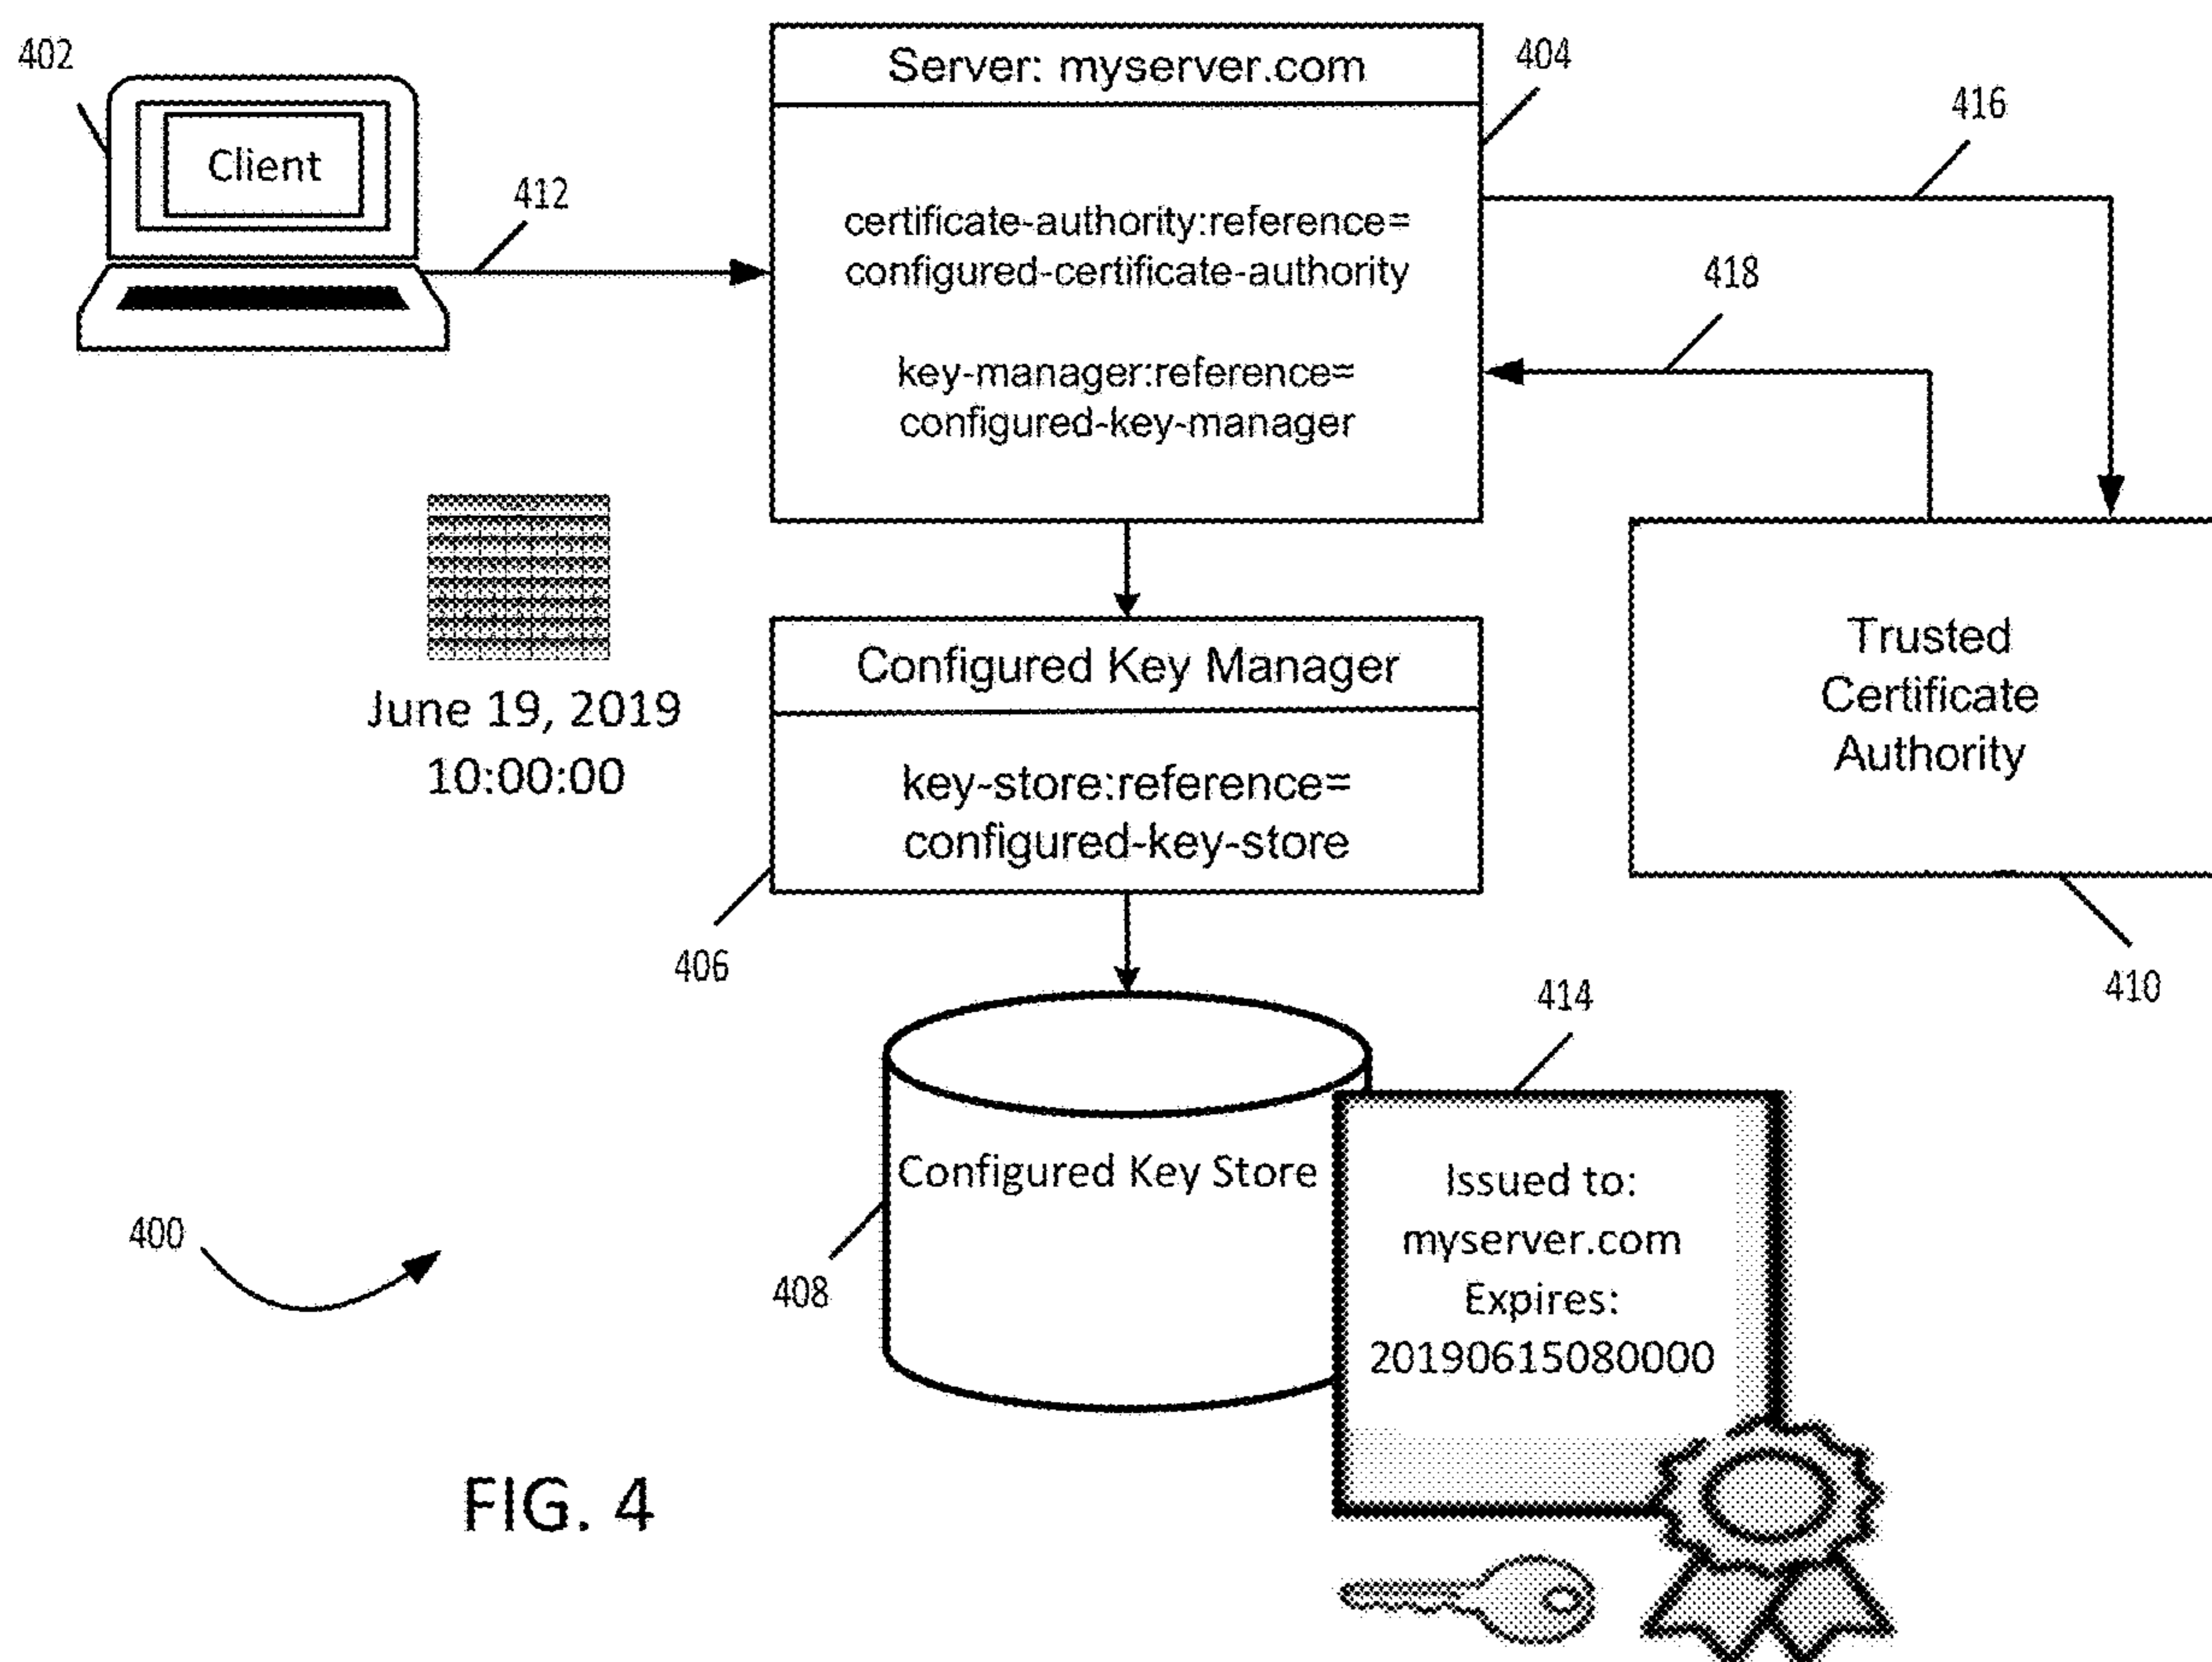 402
Client
412
Server: myserver.com
404
certificate-authority:reference=
configured-certificate-authority
key-manager:reference=
configured-key-manager
416
418
June 19, 2019
10:00:00
Configured Key Manager
key-store:reference=
configured-key-store
406
Trusted
Certificate
Authority
410
414
Configured Key Store
408
Issued to:
myserver.com
Expires:
20190615080000
400
FIG. 4